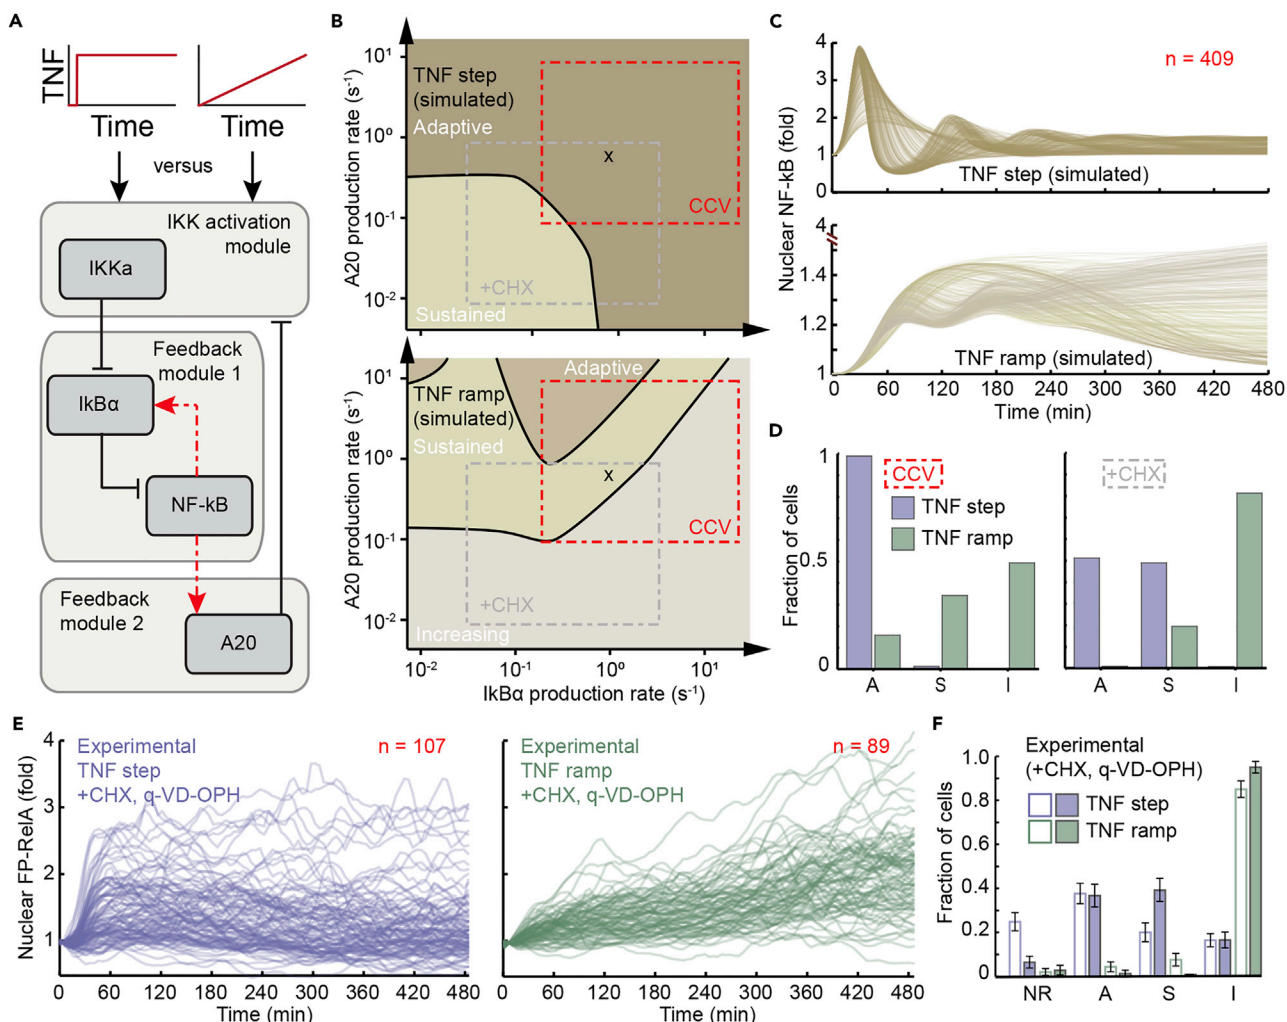 A
TNF
Time
Time
versus
IKK activation
module
IKKa
Feedback
module 1
IkBα
NF-kB
Feedback
module 2
A20
B
A20 production rate (s⁻¹)
10¹
10⁰
10⁻¹
10⁻²
TNF step
(simulated)
Adaptive
x
CCV
+CHX
Sustained
A20 production rate (s⁻¹)
10¹
10⁰
10⁻¹
10⁻²
Adaptive
TNF ramp
(simulated)
Sustained
x
CCV
+CHX
Increasing
10⁻² 10⁻¹ 10⁰ 10¹
IkBα production rate (s⁻¹)
C
Nuclear NF-kB (fold)
4
3
2
1
0
n = 409
TNF step (simulated)
4
1.4
1.2
1
TNF ramp (simulated)
0 60 120 180 240 300 360 420 480
Time (min)
D
Fraction of cells
1
0.5
0
CCV
TNF step
TNF ramp
A S I
+CHX
A S I
E
Nuclear FP-RelA (fold)
4
3
2
1
Experimental
TNF step
+CHX, q-VD-OPH
n = 107
0 60 120 180 240 300 360 420 480
Time (min)
Experimental
TNF ramp
+CHX, q-VD-OPH
n = 89
0 60 120 180 240 300 360 420 480
Time (min)
F
Fraction of cells
1.0
0.8
0.6
0.4
0.2
0
Experimental
(+CHX, q-VD-OPH)
TNF step
TNF ramp
NR A S I